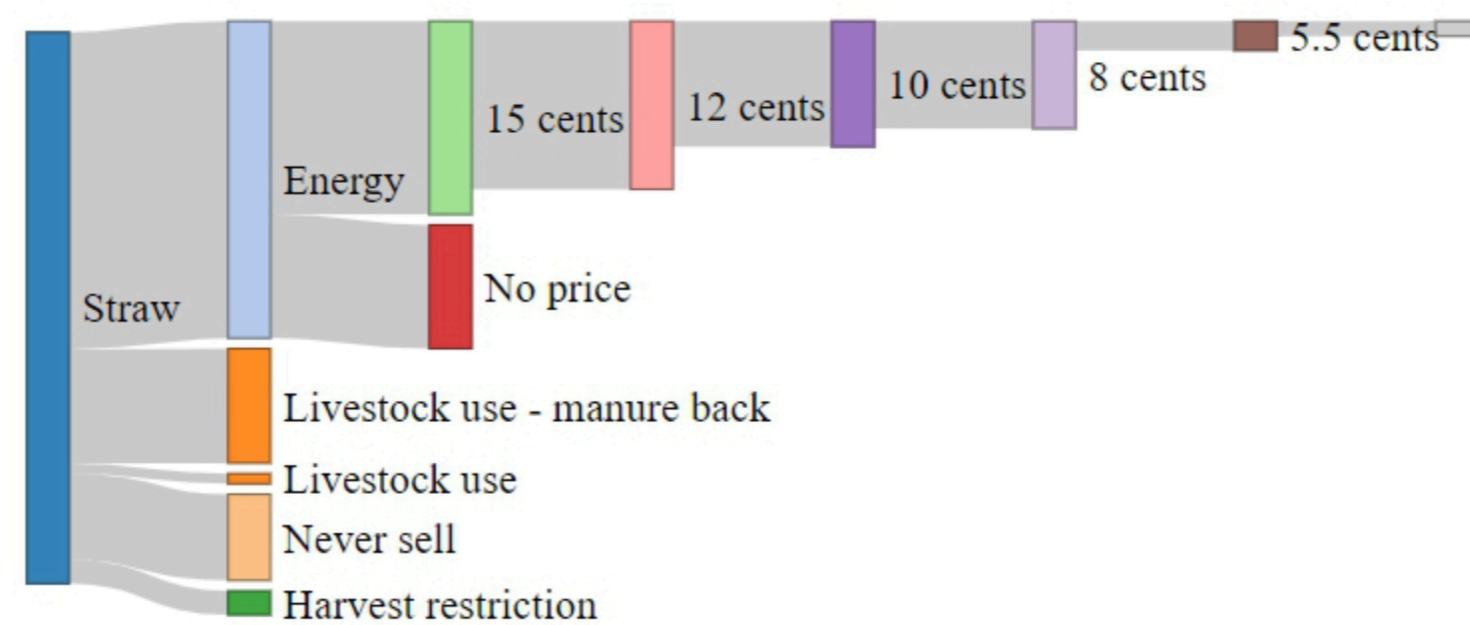 5.5 cents
8 cents
10 cents
12 cents
15 cents
Energy
No price
Straw
Livestock use - manure back
Livestock use
Never sell
Harvest restriction